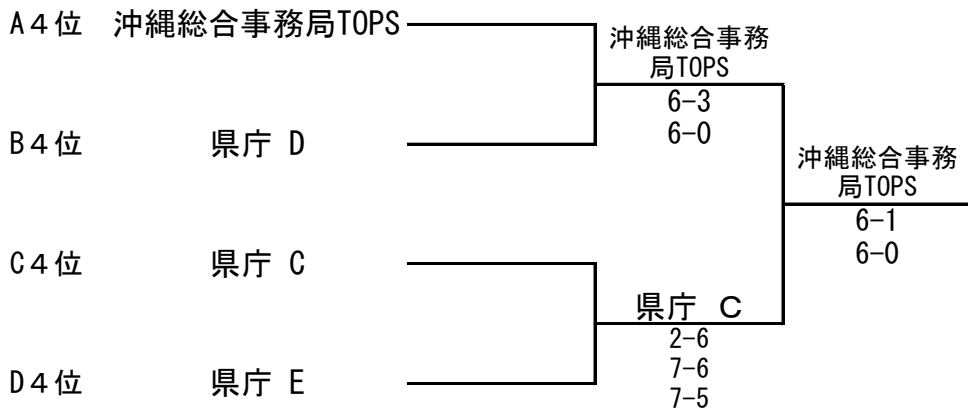 A４位 沖縄総合事務局TOPS
沖縄総合事務
局TOPS
6-3
6-0
B４位 県庁 D
沖縄総合事務
局TOPS
6-1
6-0
C４位 県庁 C
県庁 Ｃ
2-6
7-6
7-5
D４位 県庁 E